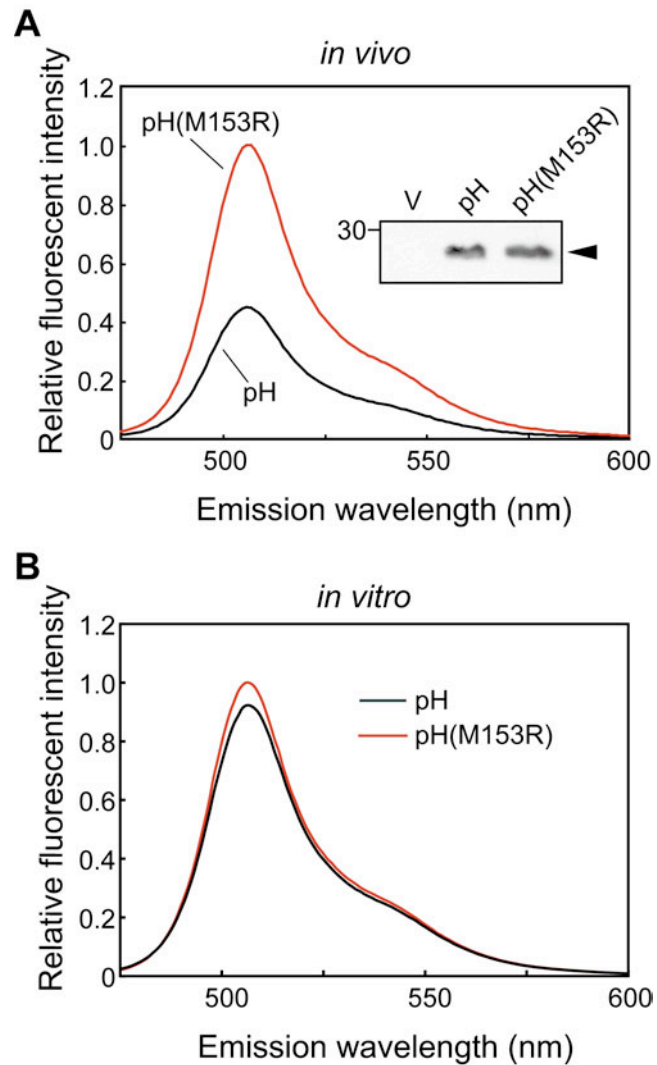 A
in vivo
Relative fluorescent intensity
1.2
1.0
0.8
0.6
0.4
0.2
0
pH(M153R)
pH
V
pH
pH(M153R)
30
500
550
600
Emission wavelength (nm)
B
in vitro
Relative fluorescent intensity
1.2
1.0
0.8
0.6
0.4
0.2
0
pH
pH(M153R)
500
550
600
Emission wavelength (nm)